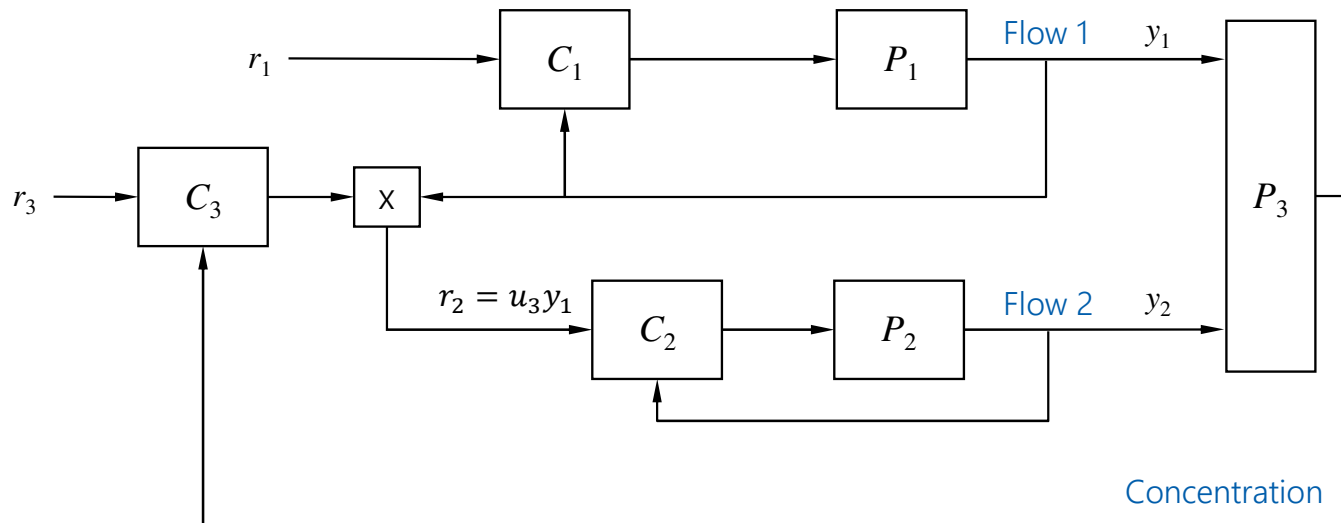 Flow 1
y₁
r₁
C₁
P₁
r₃
C₃
X
P₃
r₂ = u₃y₁
Flow 2
y₂
C₂
P₂
Concentration